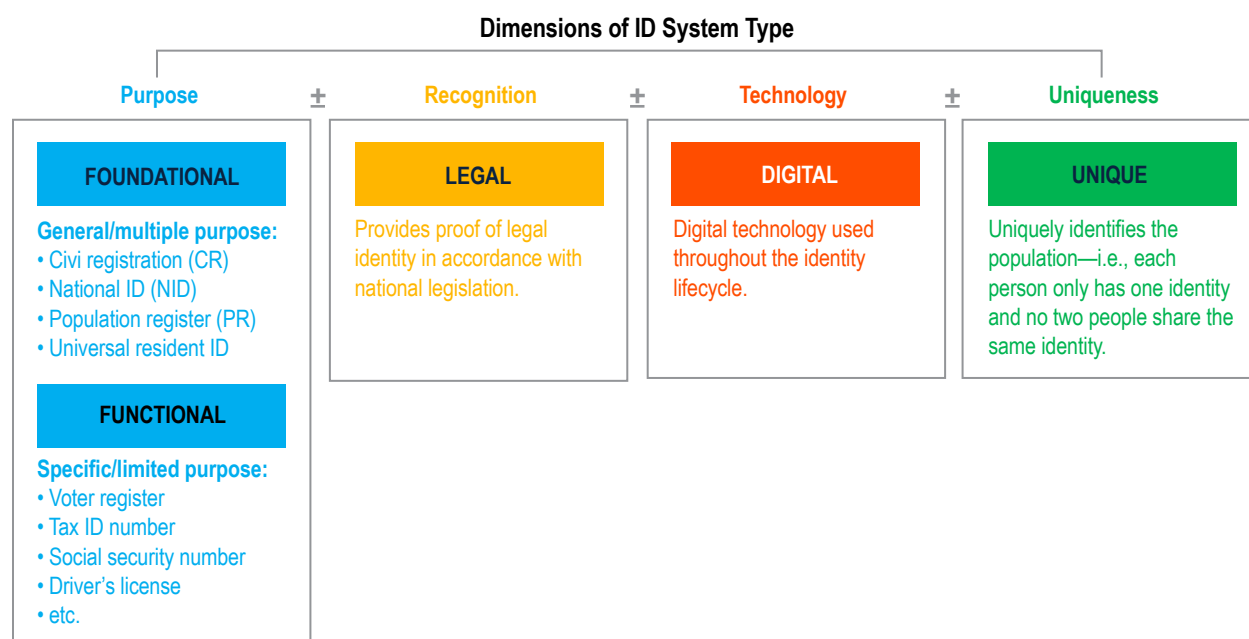 Dimensions of ID System Type
Purpose ± Recognition ± Technology ± Uniqueness
FOUNDATIONAL
General/multiple purpose:
• Civi registration (CR)
• National ID (NID)
• Population register (PR)
• Universal resident ID
FUNCTIONAL
Specific/limited purpose:
• Voter register
• Tax ID number
• Social security number
• Driver’s license
• etc.
LEGAL
Provides proof of legal
identity in accordance with
national legislation.
DIGITAL
Digital technology used
throughout the identity
lifecycle.
UNIQUE
Uniquely identifies the
population—i.e., each
person only has one identity
and no two people share the
same identity.